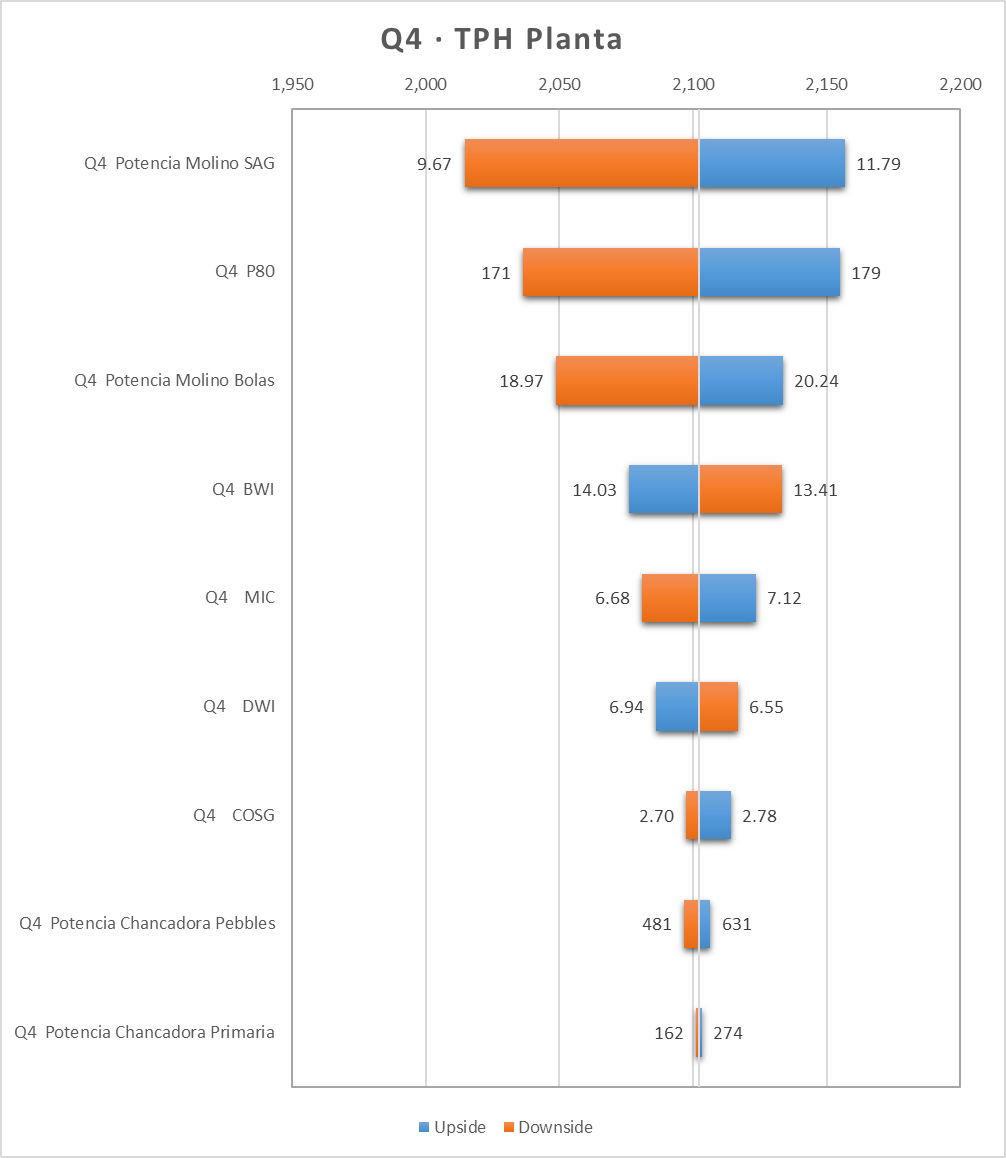 Q4 · TPH Planta
1,950 2,000 2,050 2,100 2,150 2,200
Q4 Potencia Molino SAG 9.67 11.79
Q4 P80 171 179
Q4 Potencia Molino Bolas 18.97 20.24
Q4 BWI 14.03 13.41
Q4 MIC 6.68 7.12
Q4 DWI 6.94 6.55
Q4 COSG 2.70 2.78
Q4 Potencia Chancadora Pebbles 481 631
Q4 Potencia Chancadora Primaria 162 274
Upside Downside